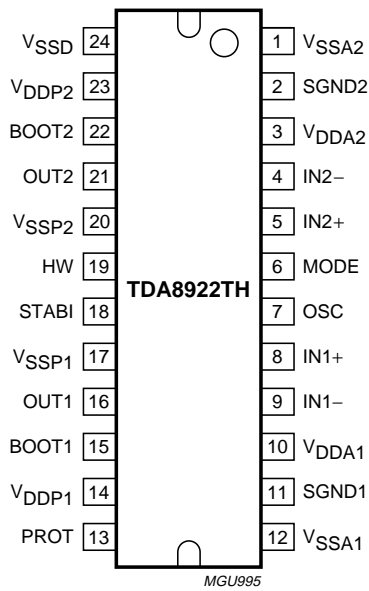 VSSD 24 1 VSSA2
VDDP2 23 2 SGND2
BOOT2 22 3 VDDA2
OUT2 21 4 IN2−
VSSP2 20 5 IN2+
HW 19 6 MODE
TDA8922TH
STABI 18 7 OSC
VSSP1 17 8 IN1+
OUT1 16 9 IN1−
BOOT1 15 10 VDDA1
VDDP1 14 11 SGND1
PROT 13 12 VSSA1
MGU995